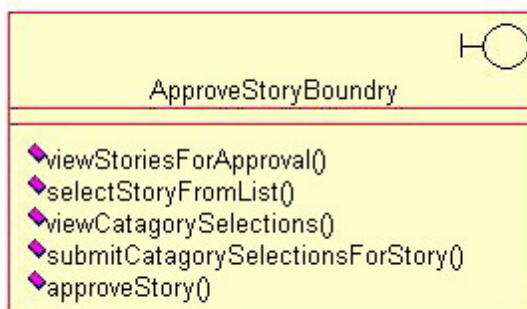 ApproveStoryBoundry
viewStoriesForApproval()
selectStoryFromList()
viewCatagorySelections()
submitCatagorySelectionsForStory()
approveStory()